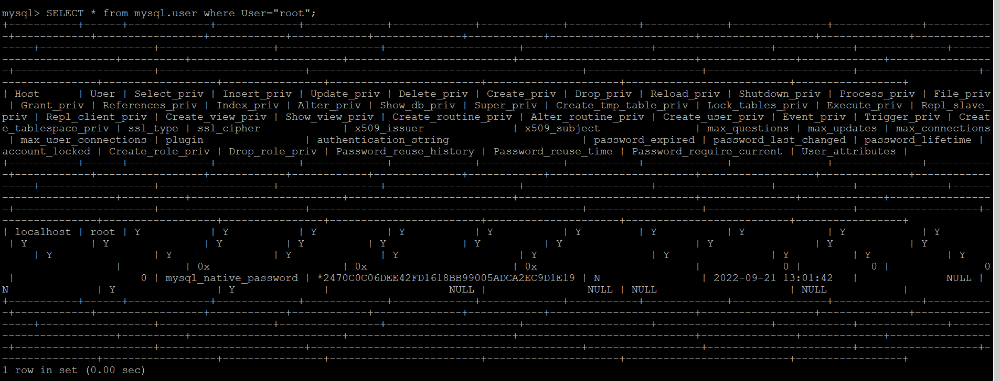 mysql> SELECT * from mysql.user where User="root";
| Host      | User | Select_priv | Insert_priv | Update_priv | Delete_priv | Create_priv | Drop_priv | Reload_priv | Shutdown_priv | Process_priv | File_priv
 | Grant_priv | References_priv | Index_priv | Alter_priv | Show_db_priv | Super_priv | Create_tmp_table_priv | Lock_tables_priv | Execute_priv | Repl_slave_
priv | Repl_client_priv | Create_view_priv | Show_view_priv | Create_routine_priv | Alter_routine_priv | Create_user_priv | Event_priv | Trigger_priv | Creat
e_tablespace_priv | ssl_type | ssl_cipher             | x509_issuer              | x509_subject               | max_questions | max_updates | max_connections
 | max_user_connections | plugin                | authentication_string                     | password_expired | password_last_changed | password_lifetime |
account_locked | Create_role_priv | Drop_role_priv | Password_reuse_history | Password_reuse_time | Password_require_current | User_attributes |
| localhost | root | Y           | Y           | Y           | Y           | Y           | Y         | Y           | Y             | Y            | Y
 | Y          | Y               | Y          | Y          | Y            | Y          | Y                     | Y                | Y            | Y
     | Y                | Y                | Y              | Y                   | Y                  | Y                | Y          | Y            | Y
                  |          | 0x                     | 0x                       | 0x                         |             0 |           0 |               0
 |                    0 | mysql_native_password | *2470C0C06DEE42FD1618BB99005ADCA2EC9D1E19 | N                | 2022-09-21 13:01:42   |              NULL |
N              | Y                | Y              |                   NULL |                NULL | NULL                     | NULL            |
1 row in set (0.00 sec)